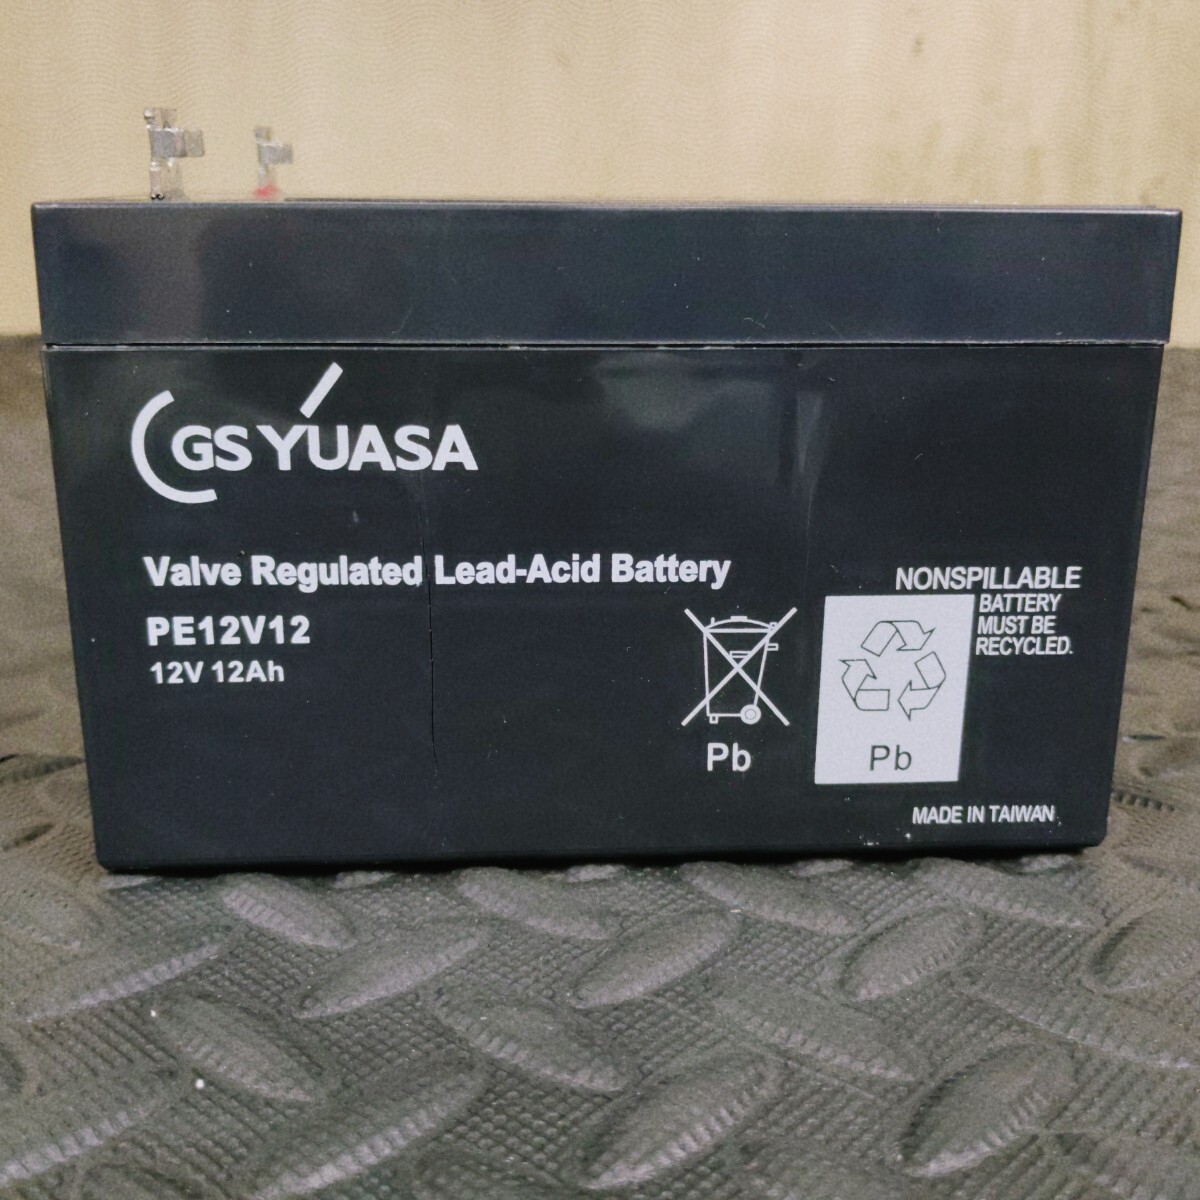 GS YUASA
Valve Regulated Lead-Acid Battery
PE12V12
12V 12Ah
Pb
NONSPILLABLE
BATTERY
MUST BE
RECYCLED.
Pb
MADE IN TAIWAN